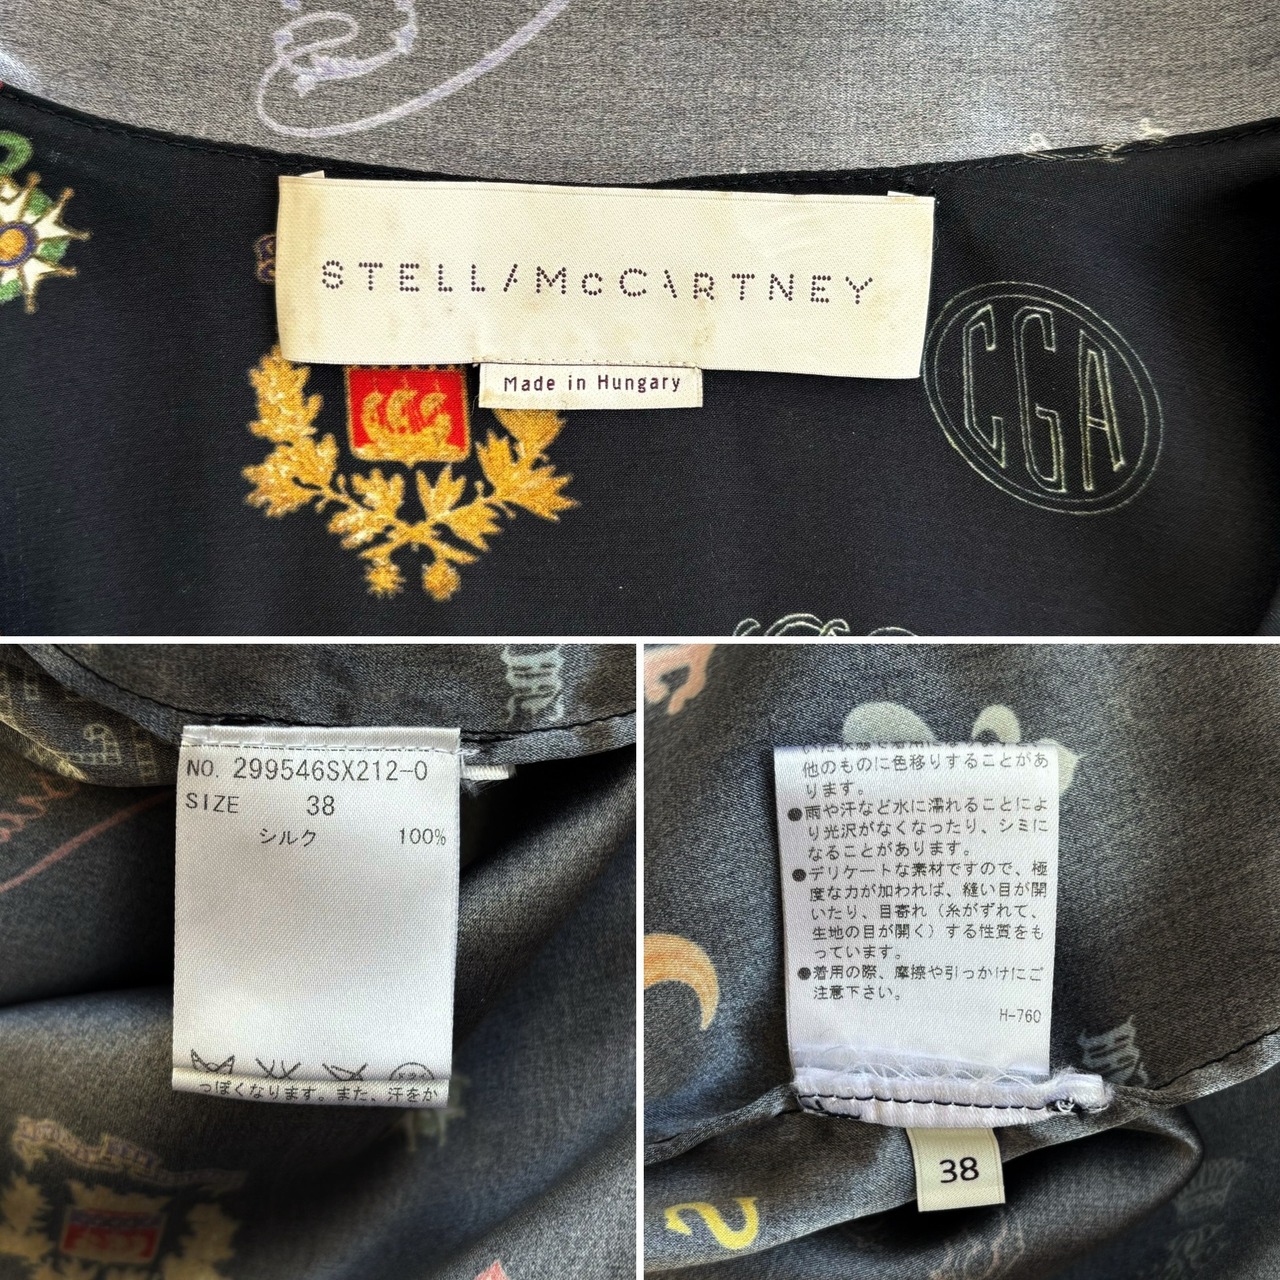 STELL/McCARTNEY
Made in Hungary
CGA
NO. 299546SX212-0
SIZE 38
シルク 100%
っぽくなります。また、汗をか
他のものに色移りすることがあ
ります。
●雨や汗など水に濡れることによ
り光沢がなくなったり、シミに
なることがあります。
●デリケートな素材ですので、極
度な力が加われば、縫い目が開
いたり、目寄れ（糸がずれて、
生地の目が開く）する性質をも
っています。
●着用の際、摩擦や引っかけにご
注意下さい。
H-760
38
2